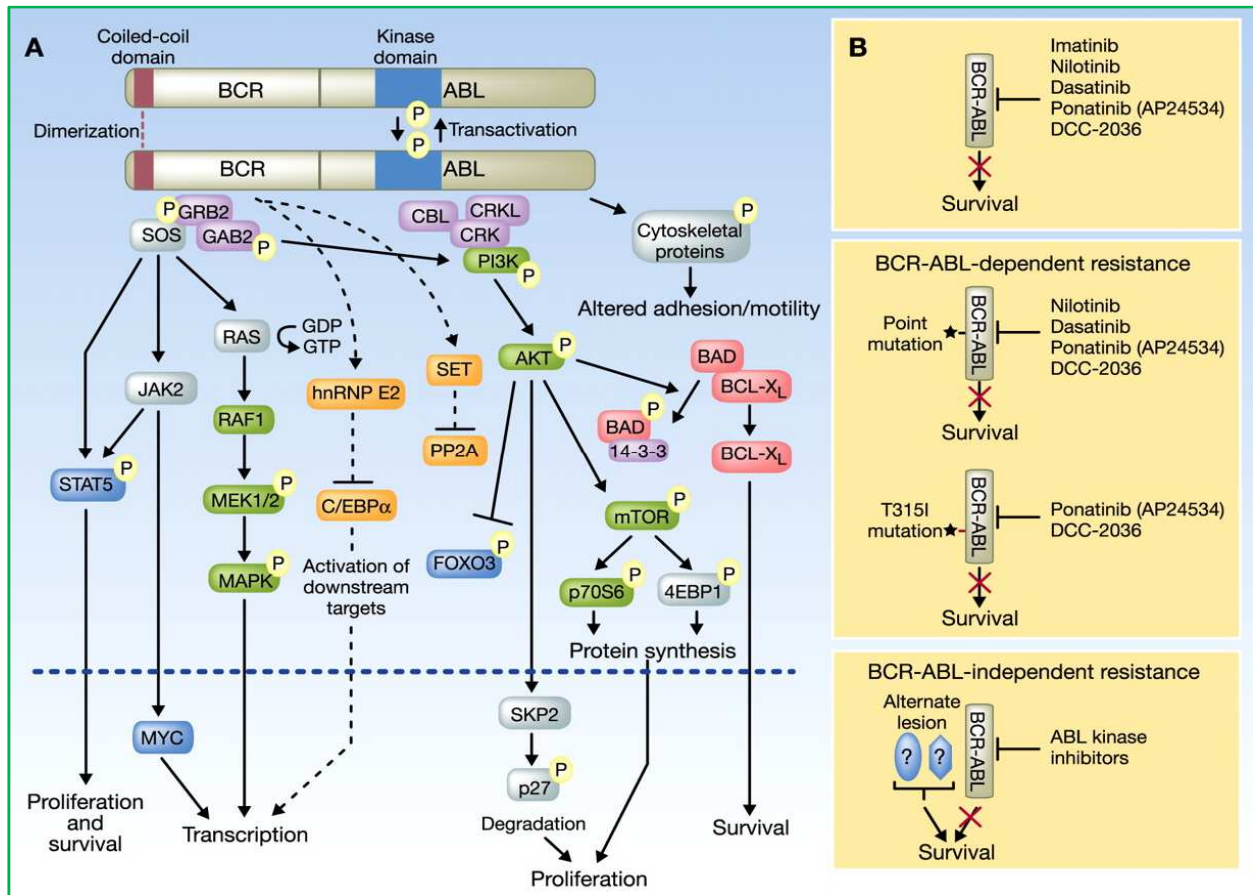 A
Coiled-coil
domain
Kinase
domain
BCR
ABL
P
Dimerization
P
Transactivation
BCR
ABL
P
GRB2
SOS
GAB2
P
CBL
CRKL
CRK
PI3K
P
P
Cytoskeletal
proteins
Altered adhesion/motility
RAS
GDP
GTP
JAK2
hnRNP E2
SET
AKT
P
BAD
BCL-XL
RAF1
PP2A
P
BAD
14-3-3
BCL-XL
STAT5
P
MEK1/2
P
C/EBPα
mTOR
P
FOXO3
P
MAPK
P
Activation of
downstream
targets
p70S6
P
4EBP1
P
Protein synthesis
MYC
SKP2
p27
P
Proliferation
and
survival
Transcription
Degradation
Survival
Proliferation
B
BCR-ABL
Imatinib
Nilotinib
Dasatinib
Ponatinib (AP24534)
DCC-2036
Survival
BCR-ABL-dependent resistance
Point
mutation
BCR-ABL
Nilotinib
Dasatinib
Ponatinib (AP24534)
DCC-2036
Survival
T315I
mutation
BCR-ABL
Ponatinib (AP24534)
DCC-2036
Survival
BCR-ABL-independent resistance
Alternate
lesion
? ?
BCR-ABL
ABL kinase
inhibitors
Survival